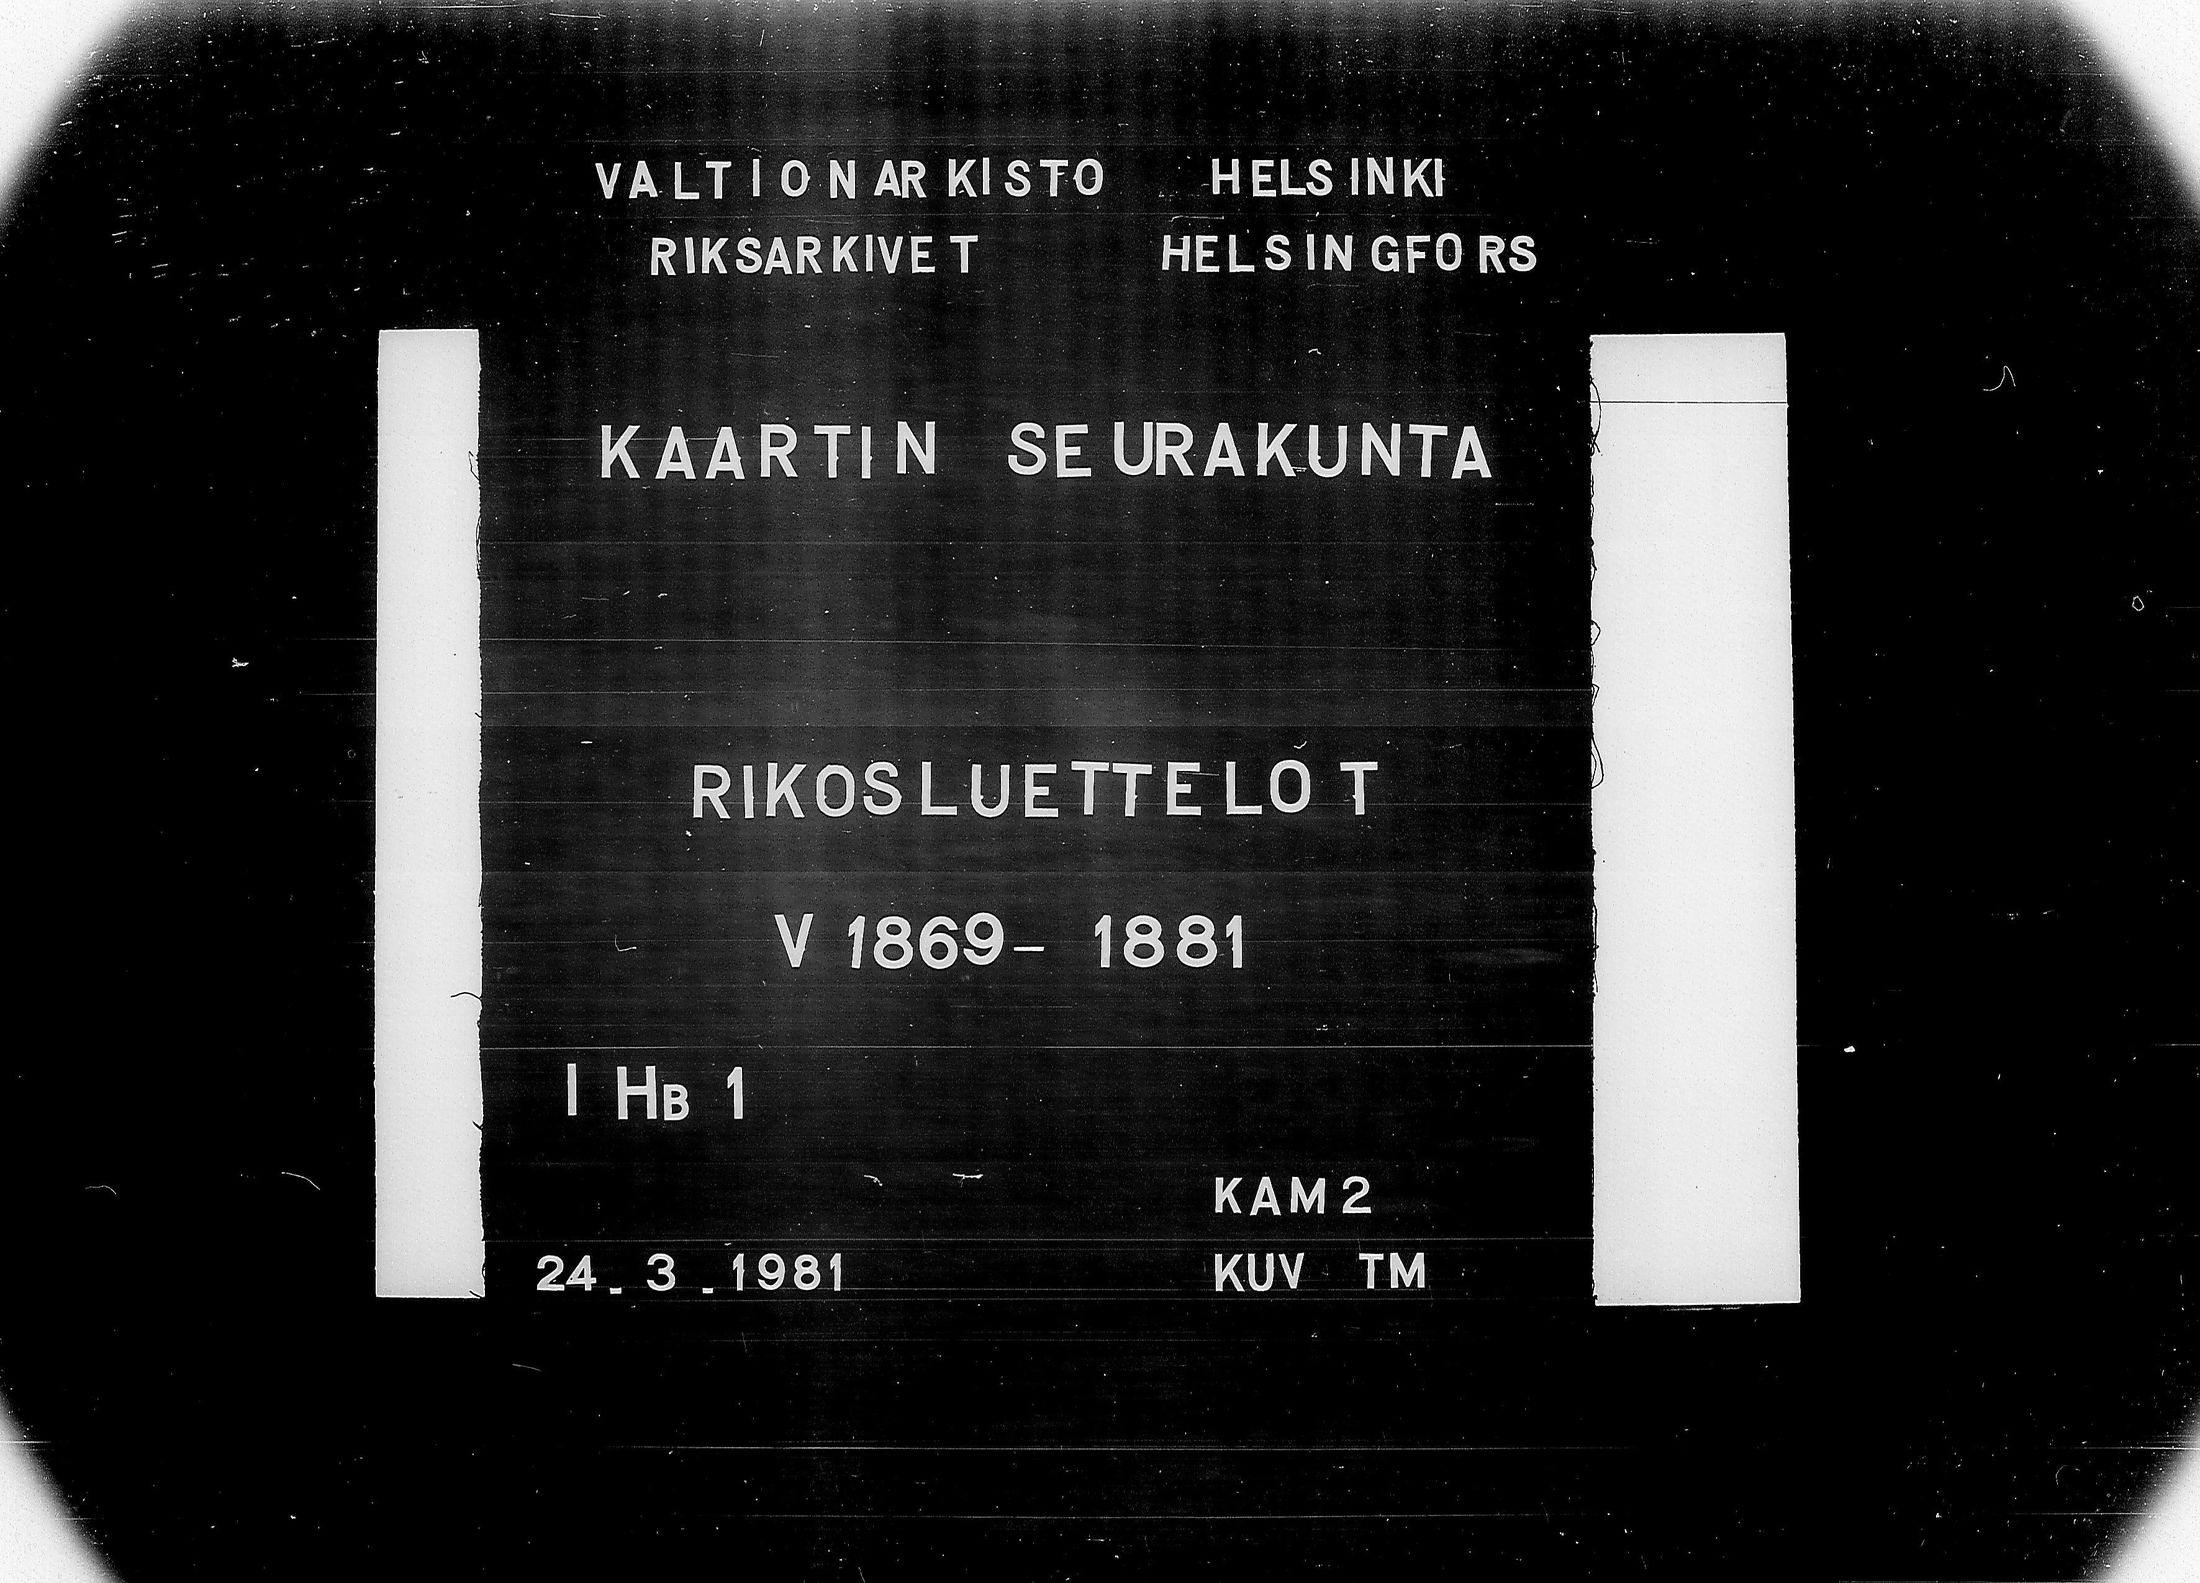 VALTIONARKISTO HELSINKI
RIKSARKIVET HELSINGFORS
KAARTIN SEURAKUNTA
RIKOSLUETTELOT
V 1869- 1881
I HB 1
KAM 2
24.3.1981 KUV TM